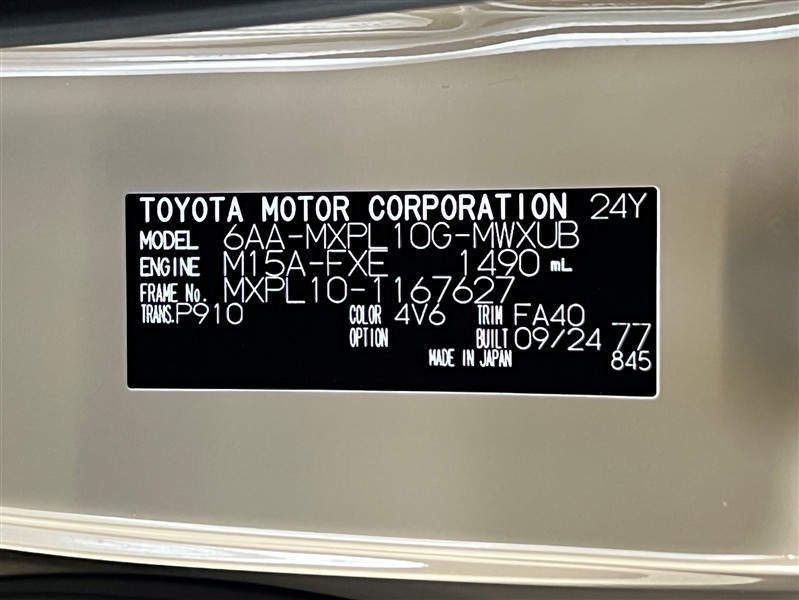 TOYOTA MOTOR CORPORATION 24Y
MODEL 6AA-MXPL10G-MWXUB
ENGINE M15A-FXE 1490 mL
FRAME No. MXPL10-1167627
TRANS. P910 COLOR 4V6 TRIM FA40
OPTION BUILT 09/24 77
MADE IN JAPAN 845